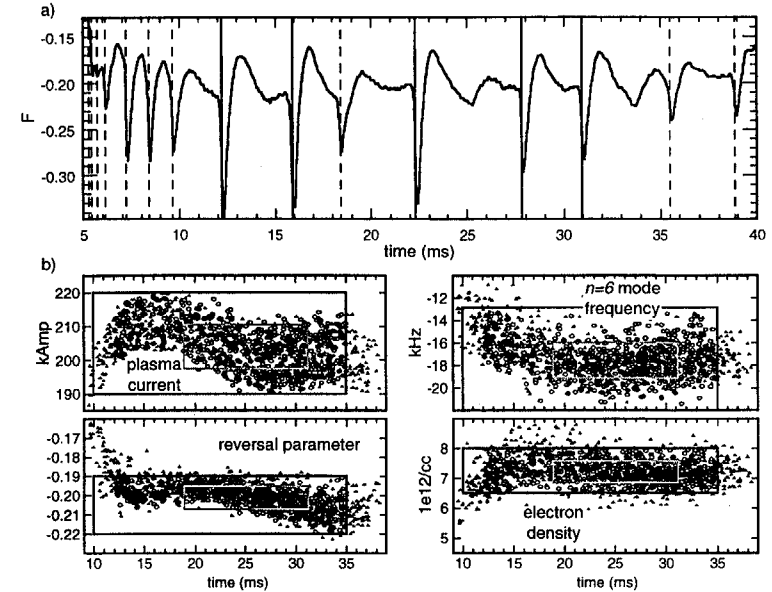 a)
-0.15
-0.20
-0.25
-0.30
F
5
10
15
20
25
30
35
40
time (ms)
b)
220
210
200
190
kAmp
plasma
current
-12
-14
-16
-18
-20
kHz
n=6 mode
frequency
-0.17
-0.18
-0.19
-0.20
-0.21
-0.22
reversal parameter
10 15 20 25 30 35
time (ms)
8
7
6
5
1e12/cc
electron
density
10 15 20 25 30 35
time (ms)